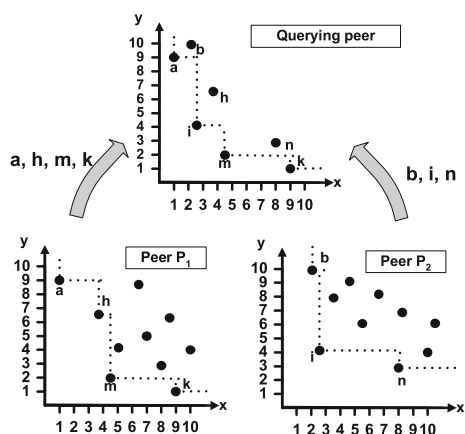 y
Querying peer
10
9
8
7
6
5
4
3
2
1
b
a
h
i
n
m
k
x
1 2 3 4 5 6 7 8 9 10
a, h, m, k
b, i, n
y
Peer P1
10
9
8
7
6
5
4
3
2
1
a
h
m
k
x
1 2 3 4 5 6 7 8 9 10
y
Peer P2
10
9
8
7
6
5
4
3
2
1
b
i
n
x
1 2 3 4 5 6 7 8 9 10